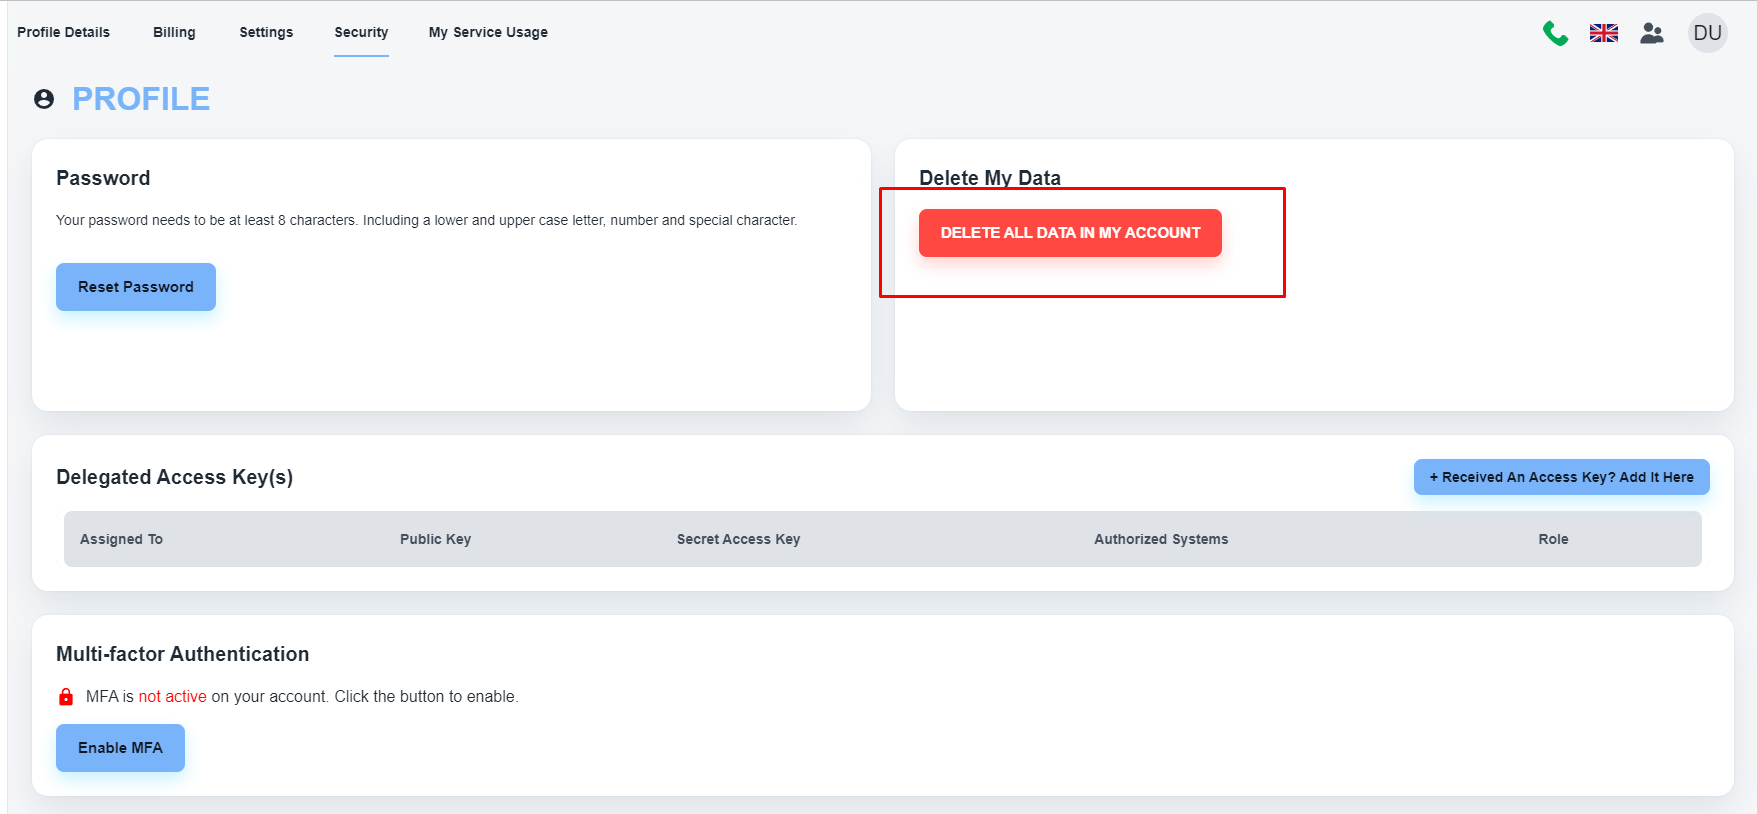 Profile Details Billing Settings Security My Service Usage DU
PROFILE
Password
Your password needs to be at least 8 characters. Including a lower and upper case letter, number and special character.
Reset Password
Delete My Data
DELETE ALL DATA IN MY ACCOUNT
Delegated Access Key(s)
+ Received An Access Key? Add It Here
Assigned To Public Key Secret Access Key Authorized Systems Role
Multi-factor Authentication
MFA is not active on your account. Click the button to enable.
Enable MFA